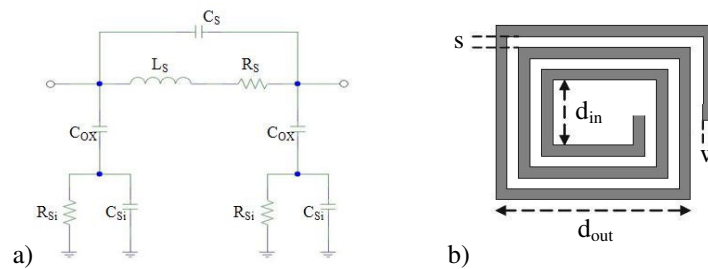 C_S
L_S
R_S
C_OX
C_OX
R_Si
C_Si
R_Si
C_Si
a)
s
d_in
d_out
b)